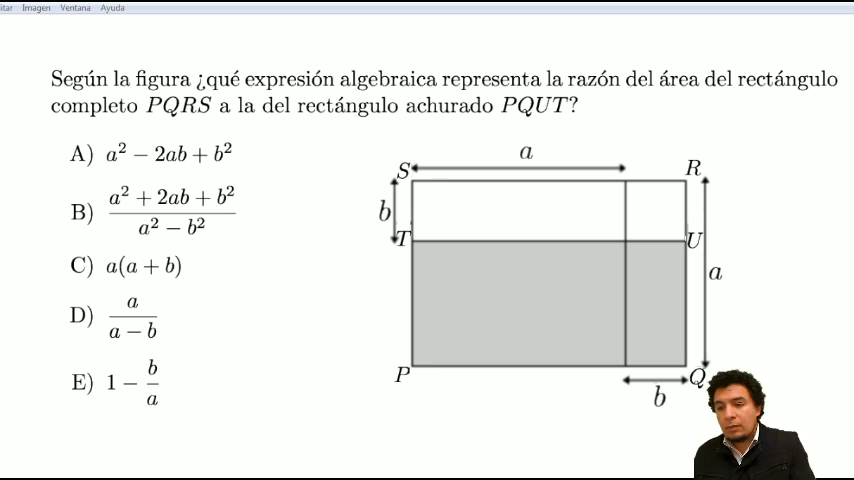 itar Imagen Ventana Ayuda
Según la figura ¿qué expresión algebraica representa la razón del área del rectángulo
completo PQRS a la del rectángulo achurado PQUT?
A) a² − 2ab + b²
B) (a² + 2ab + b²)/(a² − b²)
C) a(a + b)
D) a/(a − b)
E) 1 − b/a
a
S R
b
T U
a
P Q
b